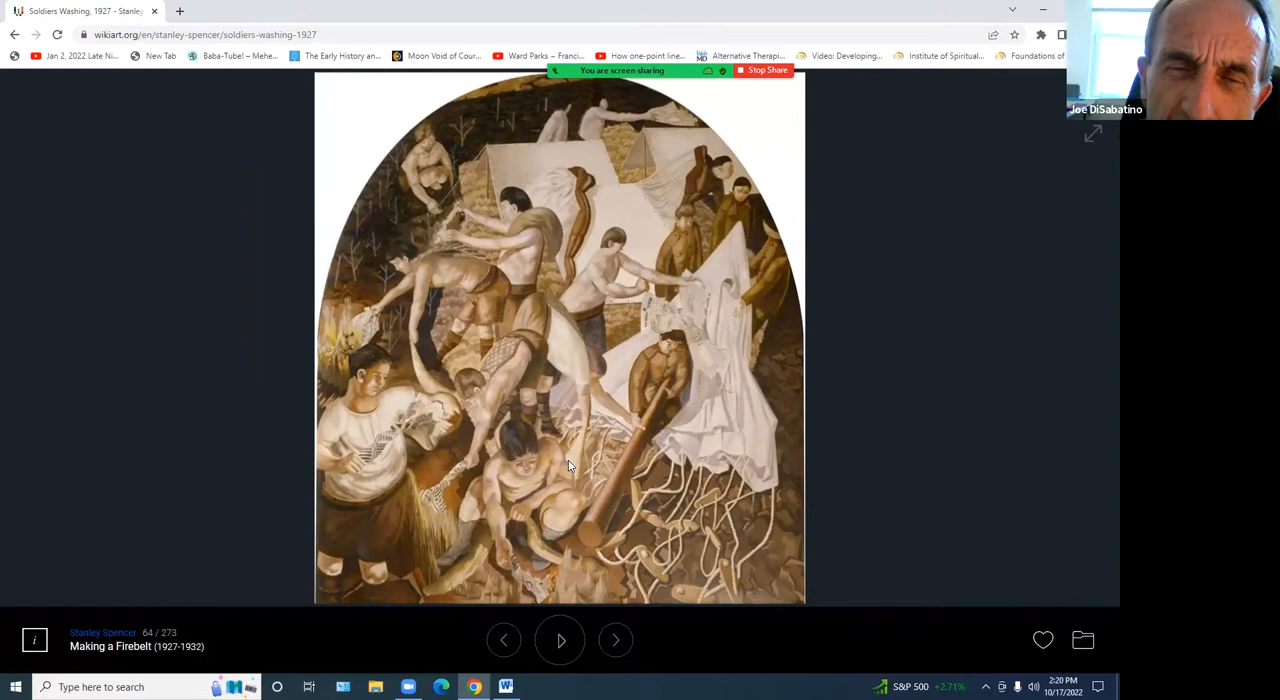 Soldiers Washing, 1927 - Stanley
wikiart.org/en/stanley-spencer/soldiers-washing-1927
Jan 2, 2022 Late Ni...
New Tab
Baba-Tube! – Mehe...
The Early History an...
Moon Void of Cour...
Ward Parks – Franci...
How one-point line...
Alternative Therapi...
Video: Developing...
Institute of Spiritual...
Foundations of
You are screen sharing
Stop Share
Joe DiSabatino
i
Stanley Spencer 64 / 273
Making a Firebelt (1927-1932)
Type here to search
S&P 500 +2.71%
2:20 PM
10/17/2022